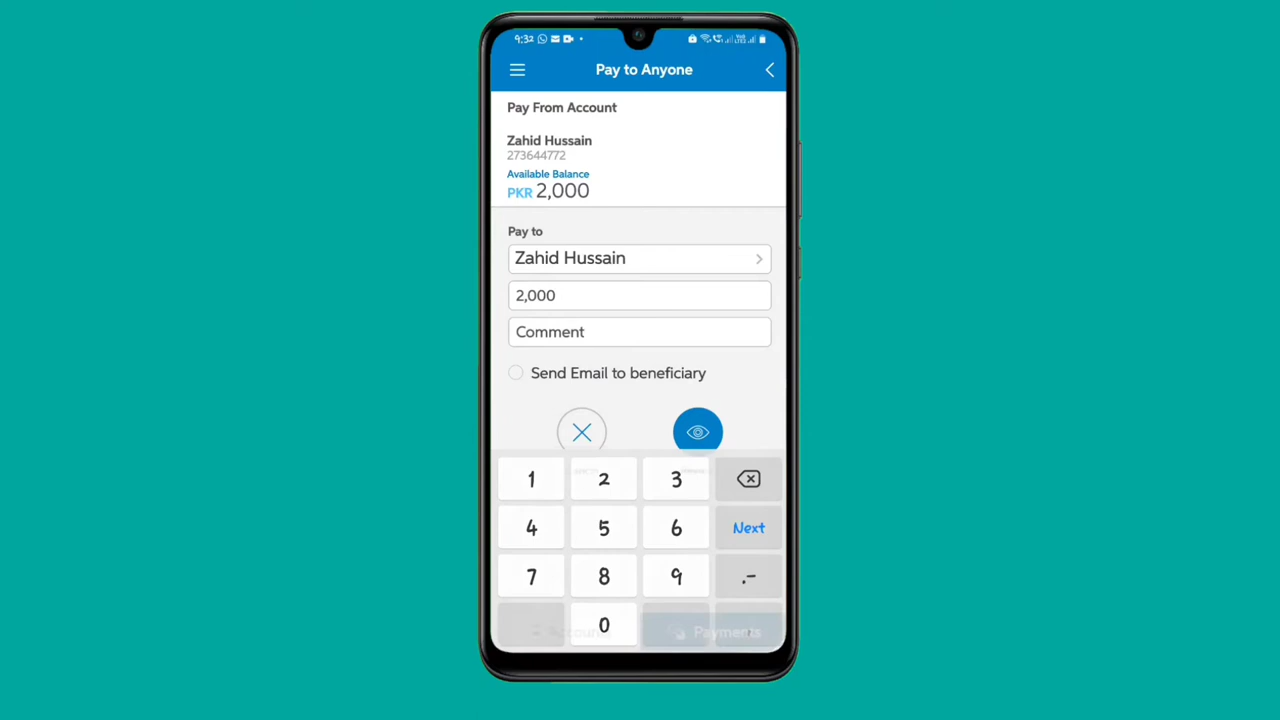 9:32
Pay to Anyone
Pay From Account
Zahid Hussain
273644772
Available Balance
PKR 2,000
Pay to
Zahid Hussain
2,000
Comment
Send Email to beneficiary
1 2 3
4 5 6 Next
7 8 9 .-
0
Payments